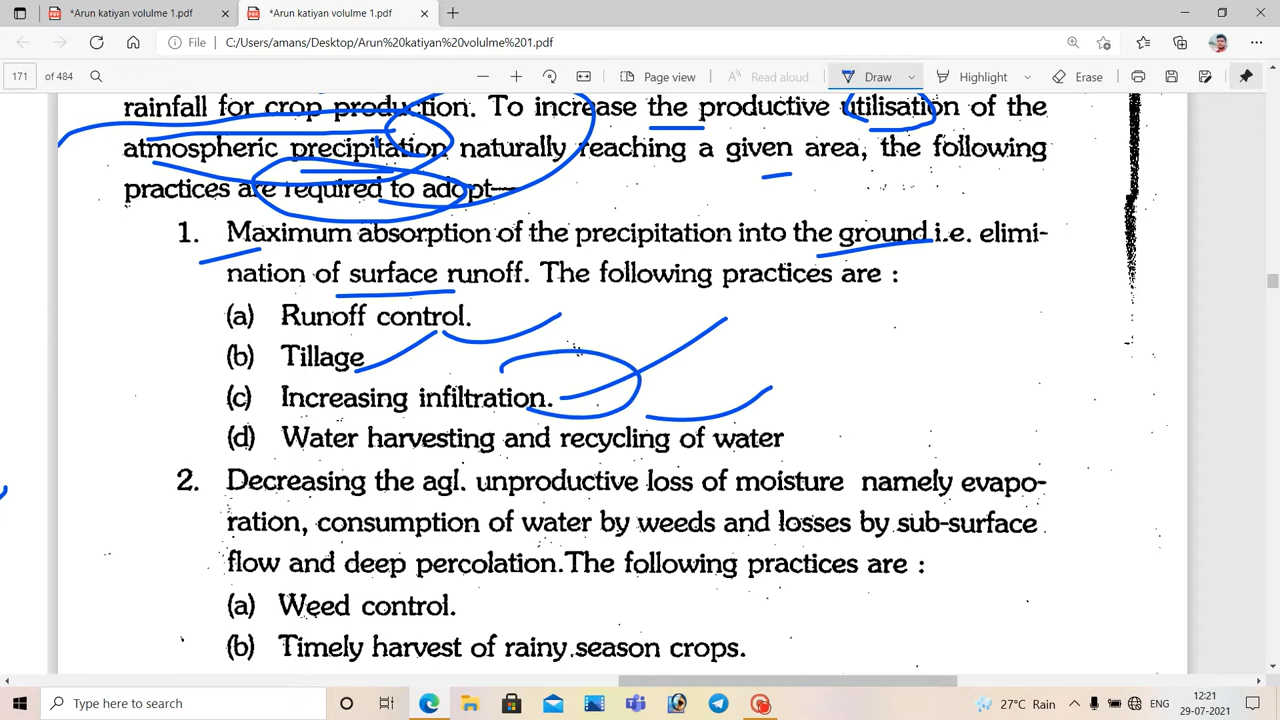 *Arun katiyan volulme 1.pdf
*Arun katiyan volulme 1.pdf
File C:/Users/amans/Desktop/Arun%20katiyan%20volulme%201.pdf
171 of 484 Page view Read aloud Draw Highlight Erase
rainfall for crop production. To increase the productive utilisation of the
atmospheric precipitation naturally reaching a given area, the following
practices are required to adopt—
1. Maximum absorption of the precipitation into the ground i.e. elimi-
nation of surface runoff. The following practices are :
(a) Runoff control.
(b) Tillage
(c) Increasing infiltration.
(d) Water harvesting and recycling of water
2. Decreasing the agl. unproductive loss of moisture namely evapo-
ration, consumption of water by weeds and losses by sub-surface
flow and deep percolation.The following practices are :
(a) Weed control.
(b) Timely harvest of rainy season crops.
Type here to search
27°C Rain
ENG
12:21
29-07-2021